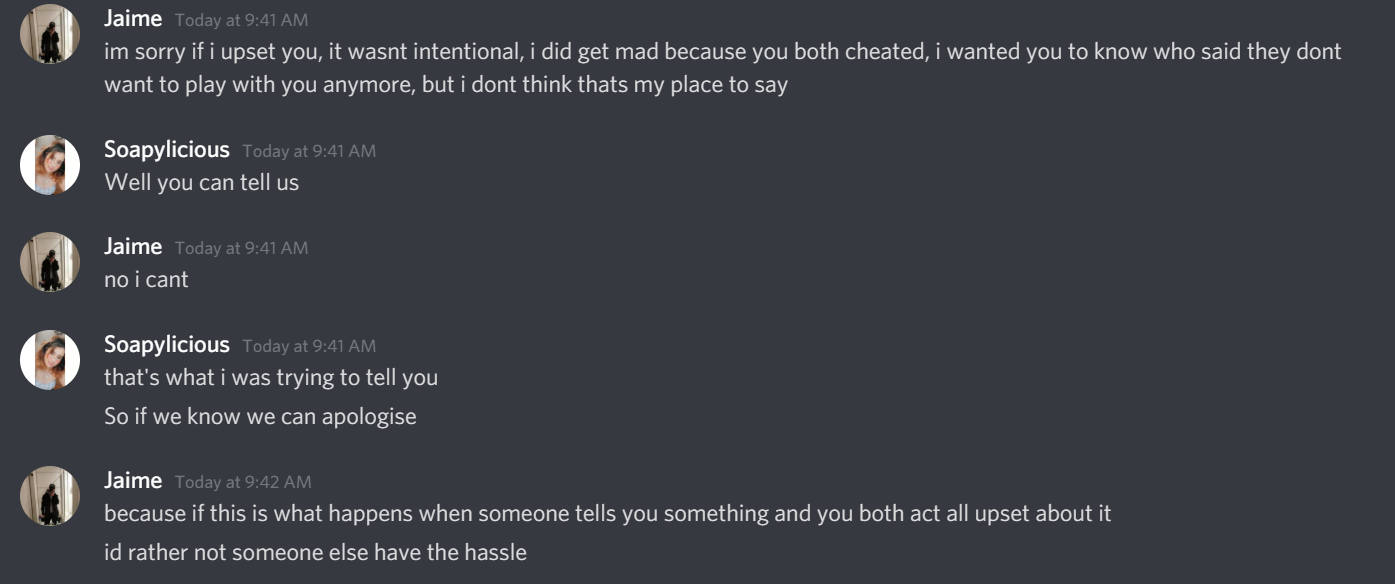 Jaime Today at 9:41 AM
im sorry if i upset you, it wasnt intentional, i did get mad because you both cheated, i wanted you to know who said they dont
want to play with you anymore, but i dont think thats my place to say
Soapylicious Today at 9:41 AM
Well you can tell us
Jaime Today at 9:41 AM
no i cant
Soapylicious Today at 9:41 AM
that's what i was trying to tell you
So if we know we can apologise
Jaime Today at 9:42 AM
because if this is what happens when someone tells you something and you both act all upset about it
id rather not someone else have the hassle